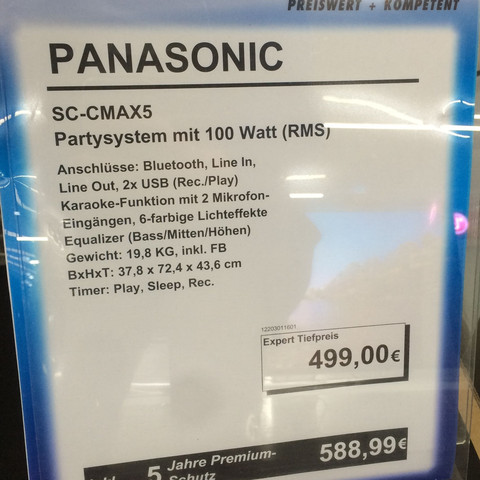 PREISWERT + KOMPETENT
PANASONIC
SC-CMAX5
Partysystem mit 100 Watt (RMS)
Anschlüsse: Bluetooth, Line In,
Line Out, 2x USB (Rec./Play)
Karaoke-Funktion mit 2 Mikrofon-
Eingängen, 6-farbige Lichteffekte
Equalizer (Bass/Mitten/Höhen)
Gewicht: 19,8 KG, inkl. FB
BxHxT: 37,8 x 72,4 x 43,6 cm
Timer: Play, Sleep, Rec.
12203011601
Expert Tiefpreis
499,00€
5 Jahre Premium-
Schutz
588,99€